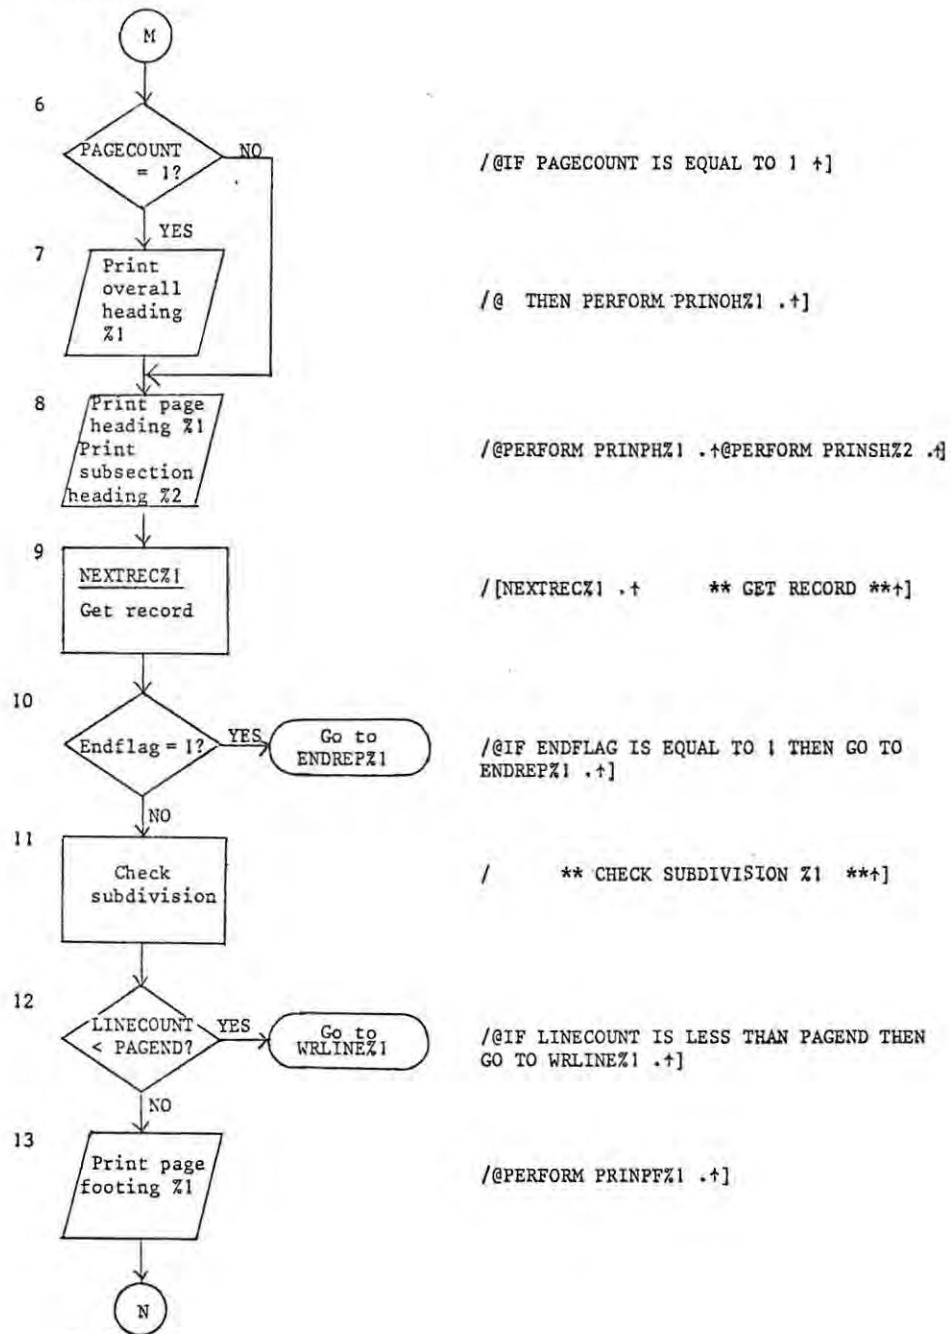 M
6
PAGECOUNT
= 1?
NO
/@IF PAGECOUNT IS EQUAL TO 1 ↑]
YES
7
Print
overall
heading
%1
/@  THEN PERFORM PRINOH%1 .↑]
8
Print page
heading %1
Print
subsection
heading %2
/@PERFORM PRINPH%1 .↑@PERFORM PRINSH%2 .↑]
9
NEXTREC%1
Get record
/[NEXTREC%1 .↑     ** GET RECORD **↑]
10
Endflag = 1?
YES
Go to
ENDREP%1
/@IF ENDFLAG IS EQUAL TO 1 THEN GO TO
ENDREP%1 .↑]
NO
11
Check
subdivision
/     ** CHECK SUBDIVISION %1  **↑]
12
LINECOUNT
< PAGEND?
YES
Go to
WRLINE%1
/@IF LINECOUNT IS LESS THAN PAGEND THEN
GO TO WRLINE%1 .↑]
NO
13
Print page
footing %1
/@PERFORM PRINPF%1 .↑]
N